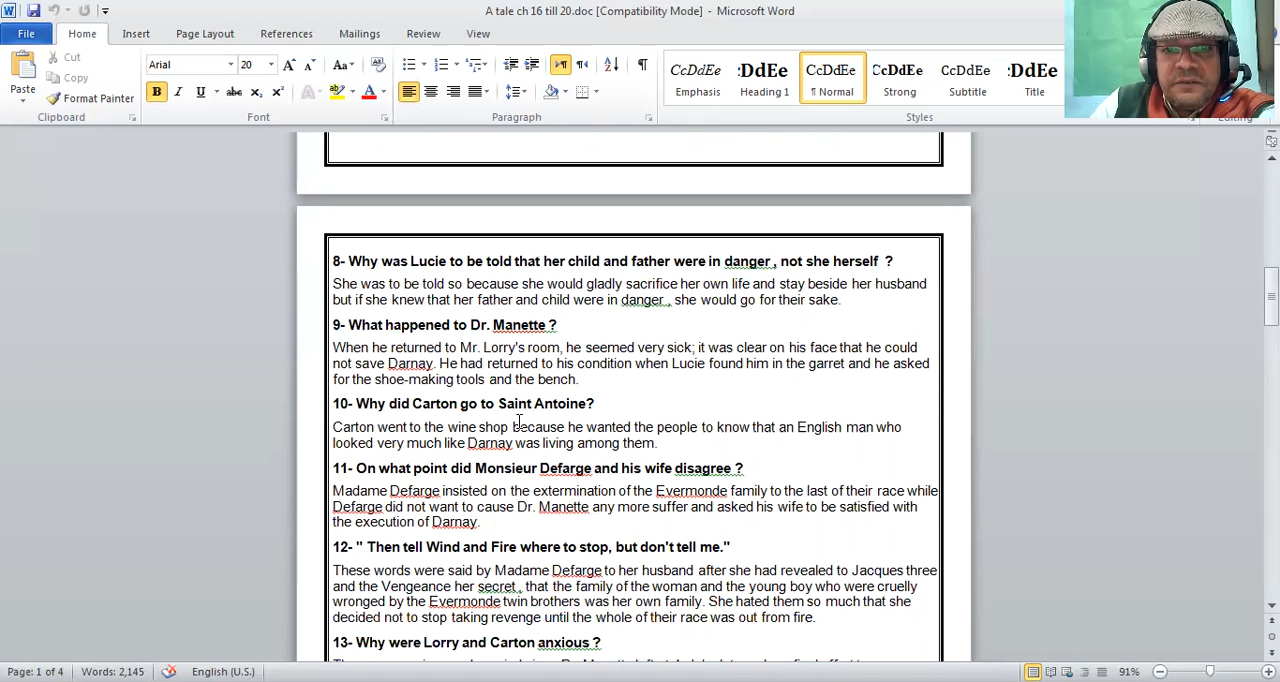 A tale ch 16 till 20.doc [Compatibility Mode] - Microsoft Word
File Home Insert Page Layout References Mailings Review View
Cut
Copy
Format Painter
Paste
Clipboard
Arial 20
Font
Paragraph
CcDdEe :DdEe CcDdEe CcDdEe CcDdEe :DdEe
Emphasis Heading 1 ¶ Normal Strong Subtitle Title
Styles
8- Why was Lucie to be told that her child and father were in danger , not she herself ?
She was to be told so because she would gladly sacrifice her own life and stay beside her husband
but if she knew that her father and child were in danger , she would go for their sake.
9- What happened to Dr. Manette ?
When he returned to Mr. Lorry's room, he seemed very sick; it was clear on his face that he could
not save Darnay. He had returned to his condition when Lucie found him in the garret and he asked
for the shoe-making tools and the bench.
10- Why did Carton go to Saint Antoine?
Carton went to the wine shop because he wanted the people to know that an English man who
looked very much like Darnay was living among them.
11- On what point did Monsieur Defarge and his wife disagree ?
Madame Defarge insisted on the extermination of the Evermonde family to the last of their race while
Defarge did not want to cause Dr. Manette any more suffer and asked his wife to be satisfied with
the execution of Darnay.
12- " Then tell Wind and Fire where to stop, but don't tell me."
These words were said by Madame Defarge to her husband after she had revealed to Jacques three
and the Vengeance her secret , that the family of the woman and the young boy who were cruelly
wronged by the Evermonde twin brothers was her own family. She hated them so much that she
decided not to stop taking revenge until the whole of their race was out from fire.
13- Why were Lorry and Carton anxious ?
Page: 1 of 4 Words: 2,145 English (U.S.) 91%